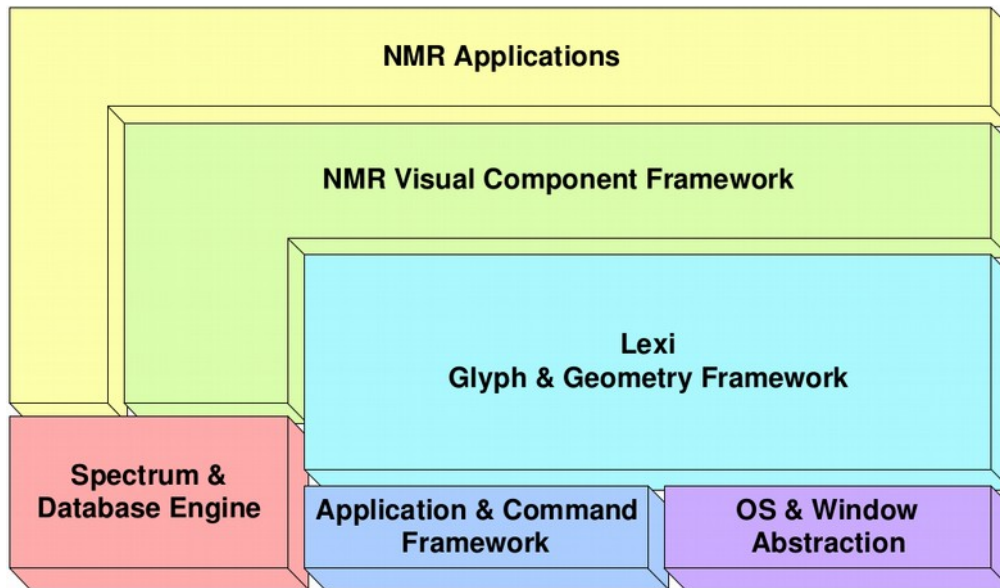 NMR Applications
NMR Visual Component Framework
Lexi
Glyph & Geometry Framework
Spectrum &
Database Engine
Application & Command
Framework
OS & Window
Abstraction